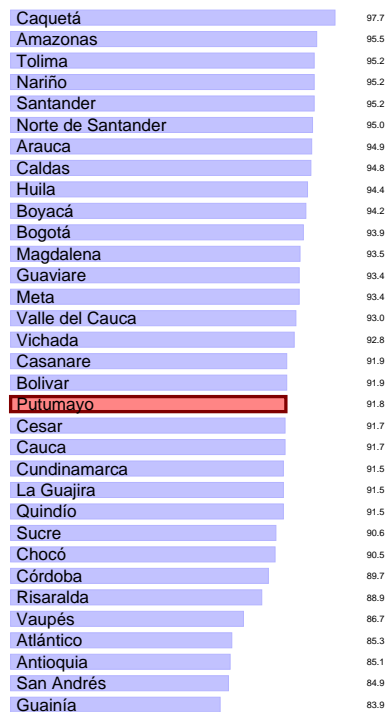 Caquetá 97.7
Amazonas 95.5
Tolima 95.2
Nariño 95.2
Santander 95.2
Norte de Santander 95.0
Arauca 94.9
Caldas 94.8
Huila 94.4
Boyacá 94.2
Bogotá 93.9
Magdalena 93.5
Guaviare 93.4
Meta 93.4
Valle del Cauca 93.0
Vichada 92.8
Casanare 91.9
Bolivar 91.9
Putumayo 91.8
Cesar 91.7
Cauca 91.7
Cundinamarca 91.5
La Guajira 91.5
Quindío 91.5
Sucre 90.6
Chocó 90.5
Córdoba 89.7
Risaralda 88.9
Vaupés 86.7
Atlántico 85.3
Antioquia 85.1
San Andrés 84.9
Guainía 83.9